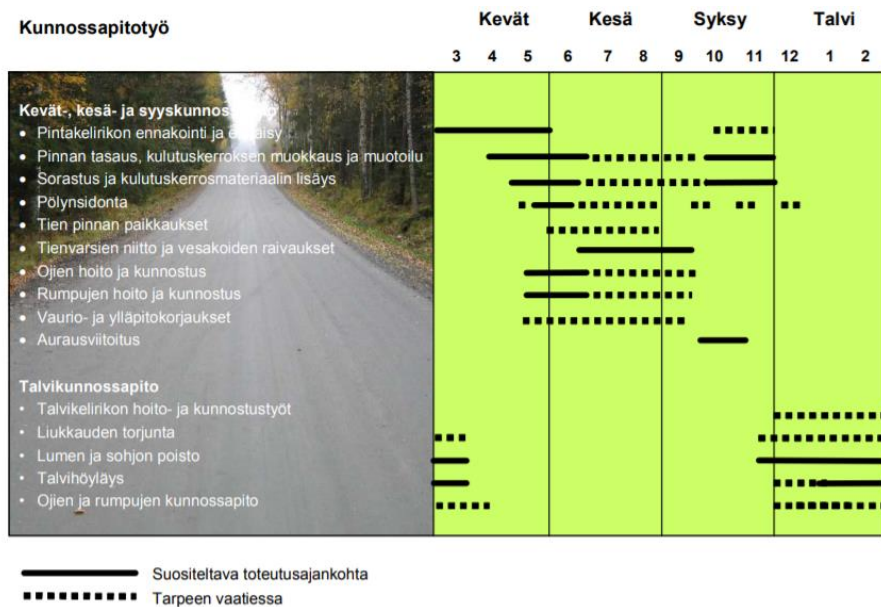 Kunnossapitotyö
Kevät Kesä Syksy Talvi
3 4 5 6 7 8 9 10 11 12 1 2
Kevät-, kesä- ja syyskunnos
• Pintakelirikon ennakointi ja
• Pinnan tasaus, kulutuskerroksen muokkaus ja muotoilu
• Sorastus ja kulutuskerrosmateriaalin lisäys
• Pölynsidonta
• Tien pinnan paikkaukset
• Tienvarsien niitto ja vesakoiden raivaukset
• Ojien hoito ja kunnostus
• Rumpujen hoito ja kunnostus
• Vaurio- ja ylläpitokorjaukset
• Aurausviitoitus
Talvikunnossapito
• Talvikelirikon hoito- ja kunnostustyöt
• Liukkauden torjunta
• Lumen ja sohjon poisto
• Talvihöyläys
• Ojien ja rumpujen kunnossapito
Suositeltava toteutusajankohta
Tarpeen vaatiessa